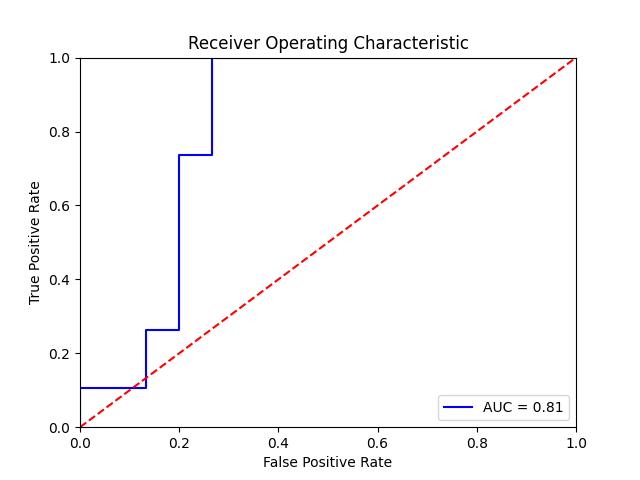 Receiver Operating Characteristic
True Positive Rate
1.0
0.8
0.6
0.4
0.2
0.0
AUC = 0.81
0.0 0.2 0.4 0.6 0.8 1.0
False Positive Rate